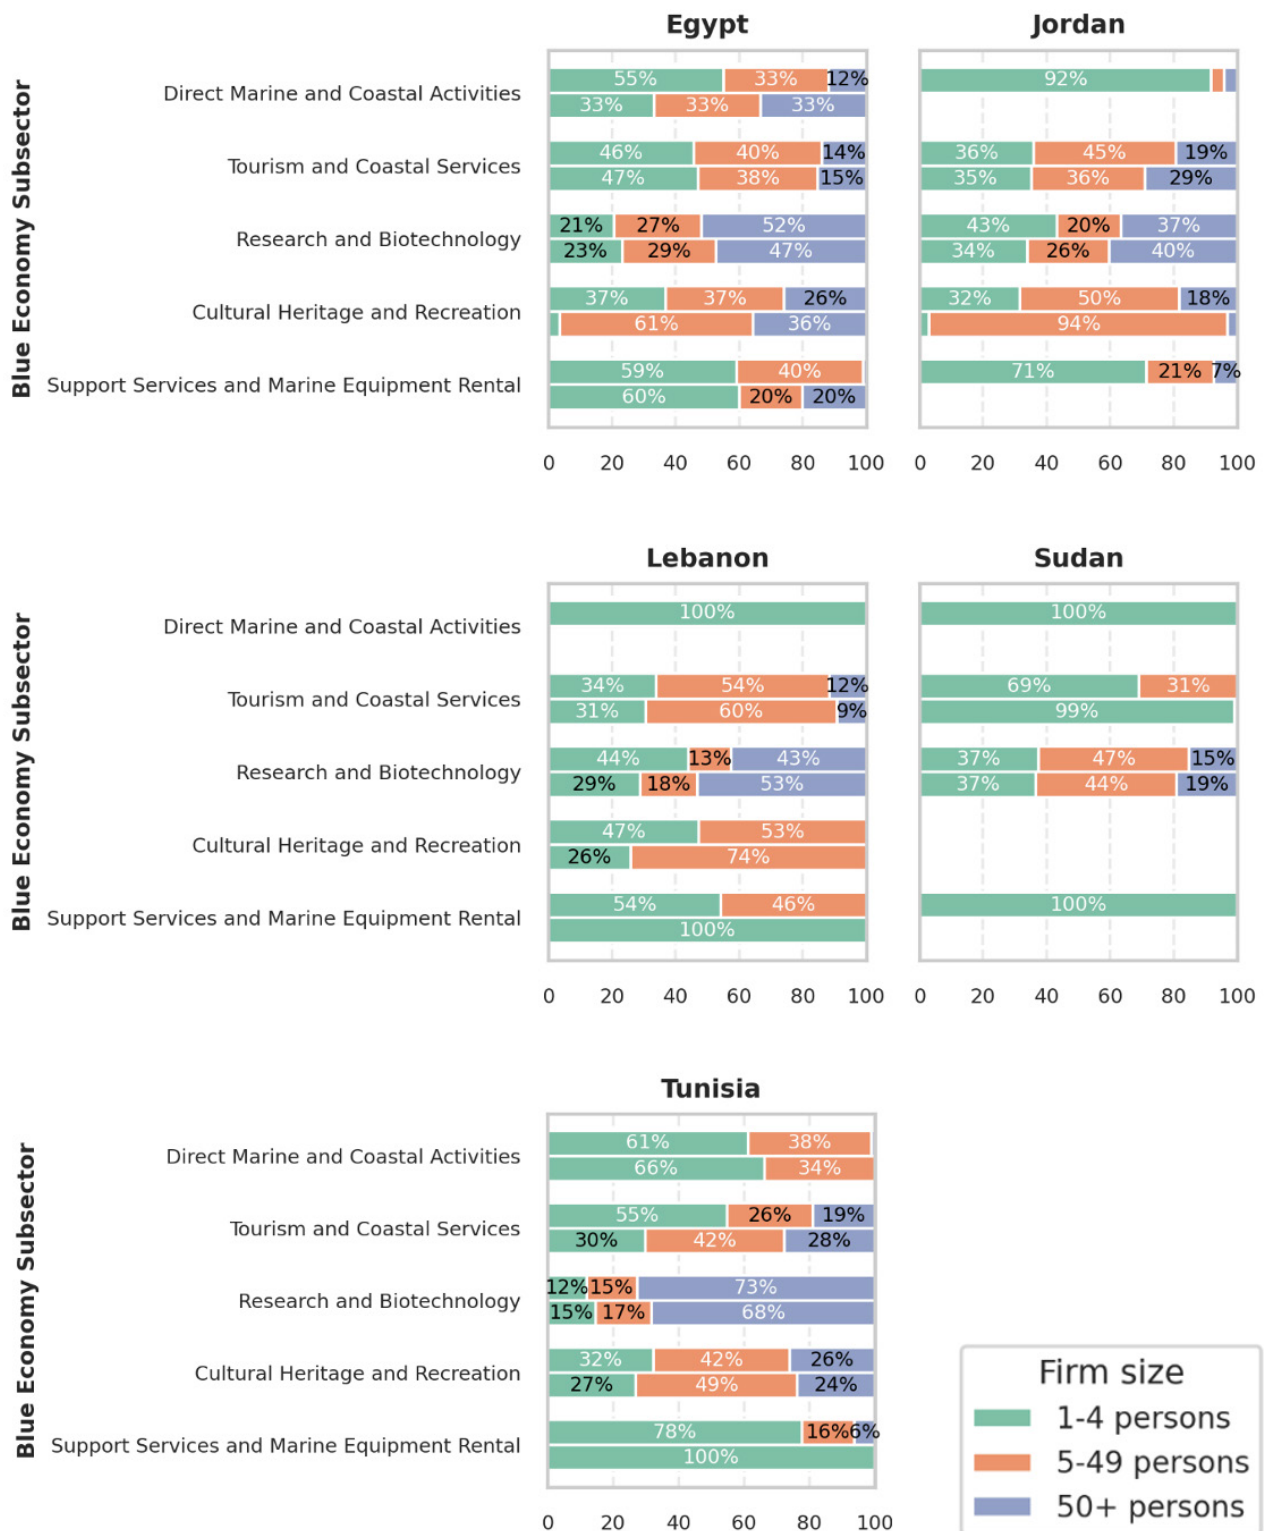 Egypt
Jordan
Blue Economy Subsector
Direct Marine and Coastal Activities
55% 33% 12%
33% 33% 33%
92%
Tourism and Coastal Services
46% 40% 14%
47% 38% 15%
36% 45% 19%
35% 36% 29%
Research and Biotechnology
21% 27% 52%
23% 29% 47%
43% 20% 37%
34% 26% 40%
Cultural Heritage and Recreation
37% 37% 26%
61% 36%
32% 50% 18%
94%
Support Services and Marine Equipment Rental
59% 40%
60% 20% 20%
71% 21% 7%
0 20 40 60 80 100
0 20 40 60 80 100
Lebanon
Sudan
Blue Economy Subsector
Direct Marine and Coastal Activities
100%
100%
Tourism and Coastal Services
34% 54% 12%
31% 60% 9%
69% 31%
99%
Research and Biotechnology
44% 13% 43%
29% 18% 53%
37% 47% 15%
37% 44% 19%
Cultural Heritage and Recreation
47% 53%
26% 74%
Support Services and Marine Equipment Rental
54% 46%
100%
100%
0 20 40 60 80 100
0 20 40 60 80 100
Tunisia
Blue Economy Subsector
Direct Marine and Coastal Activities
61% 38%
66% 34%
Tourism and Coastal Services
55% 26% 19%
30% 42% 28%
Research and Biotechnology
12% 15% 73%
15% 17% 68%
Cultural Heritage and Recreation
32% 42% 26%
27% 49% 24%
Support Services and Marine Equipment Rental
78% 16% 6%
100%
0 20 40 60 80 100
Firm size
1-4 persons
5-49 persons
50+ persons